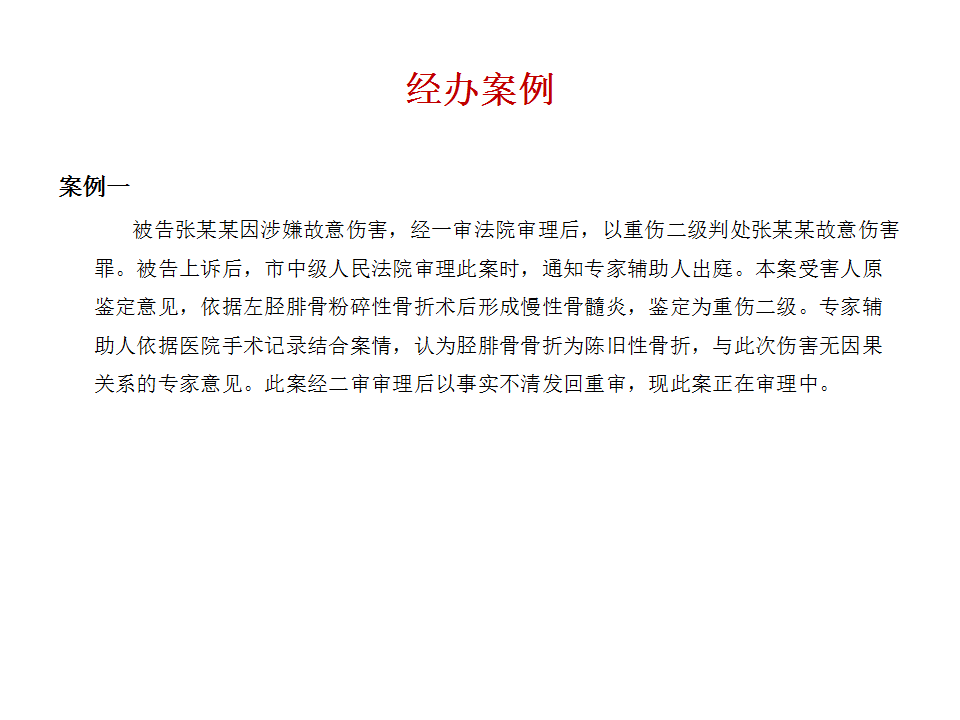 经办案例
案例一
被告张某某因涉嫌故意伤害，经一审法院审理后，以重伤二级判处张某某故意伤害
罪。被告上诉后，市中级人民法院审理此案时，通知专家辅助人出庭。本案受害人原
鉴定意见，依据左胫腓骨粉碎性骨折术后形成慢性骨髓炎，鉴定为重伤二级。专家辅
助人依据医院手术记录结合案情，认为胫腓骨骨折为陈旧性骨折，与此次伤害无因果
关系的专家意见。此案经二审审理后以事实不清发回重审，现此案正在审理中。